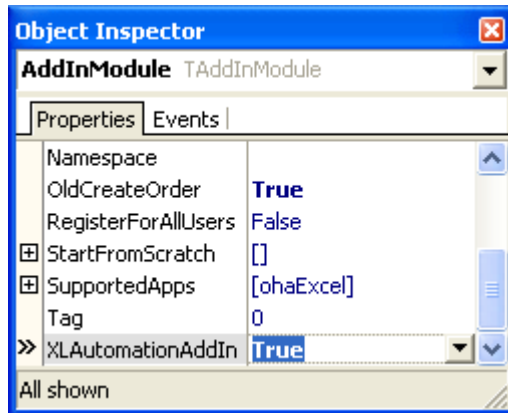 Object Inspector
AddInModule TAddInModule
Properties Events
Namespace
OldCreateOrder True
RegisterForAllUsers False
StartFromScratch []
SupportedApps [ohaExcel]
Tag 0
XLAutomationAddIn True
All shown